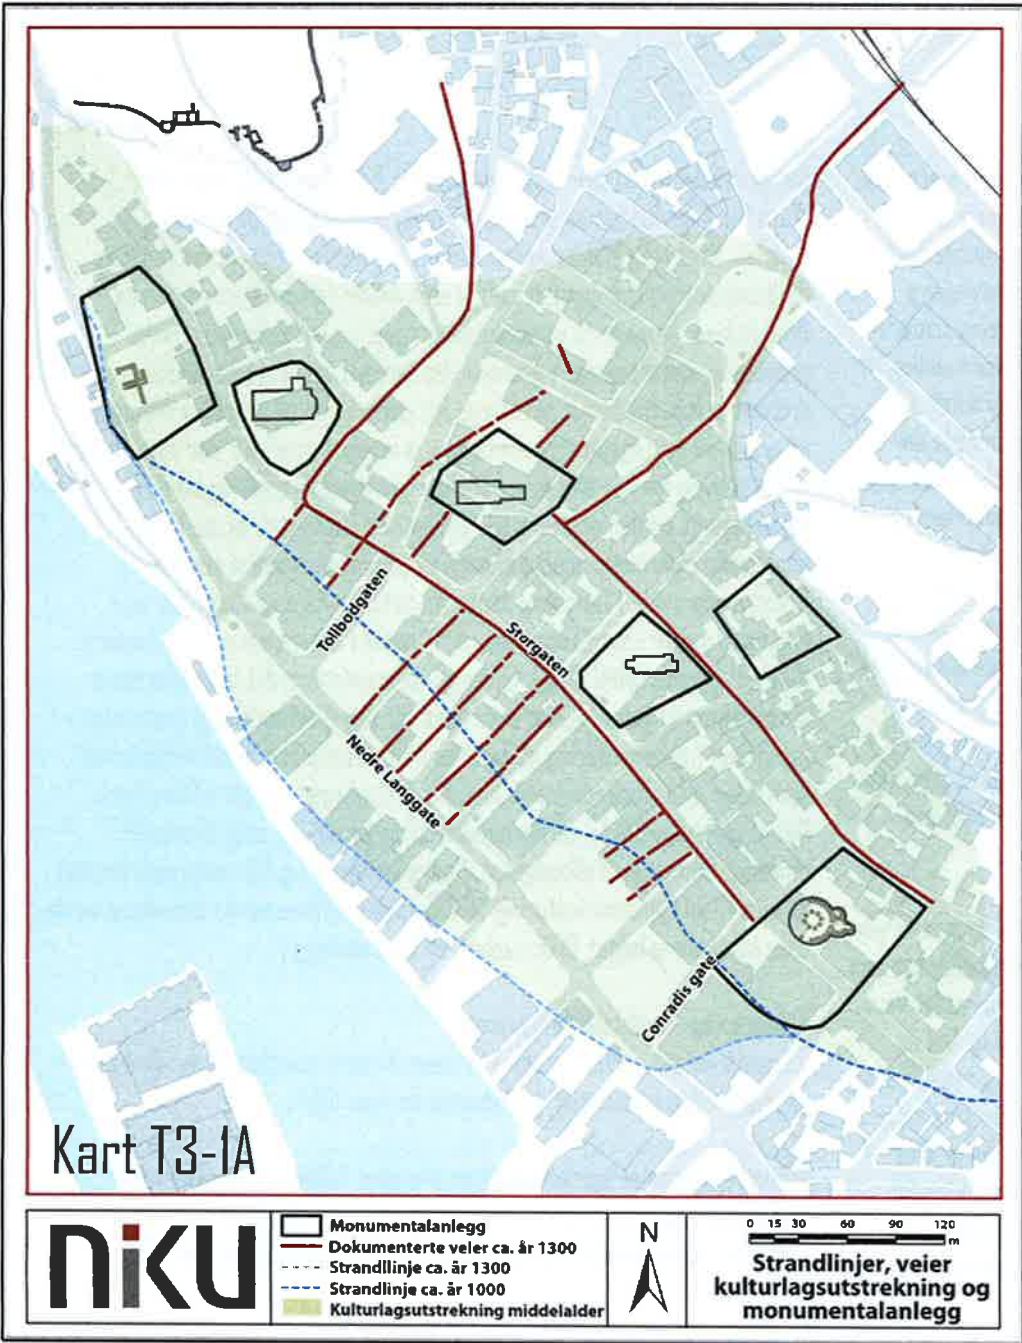 Tollbodgaten
Storgaten
Nedre Langgate
Conradis gate
Kart T3-1A
niku
Monumentalanlegg
Dokumenterte veier ca. år 1300
Strandllinje ca. år 1300
Strandlinje ca. år 1000
Kulturlagsutstrekning middelalder
N
0 15 30 60 90 120
m
Strandlinjer, veier
kulturlagsutstrekning og
monumentalanlegg